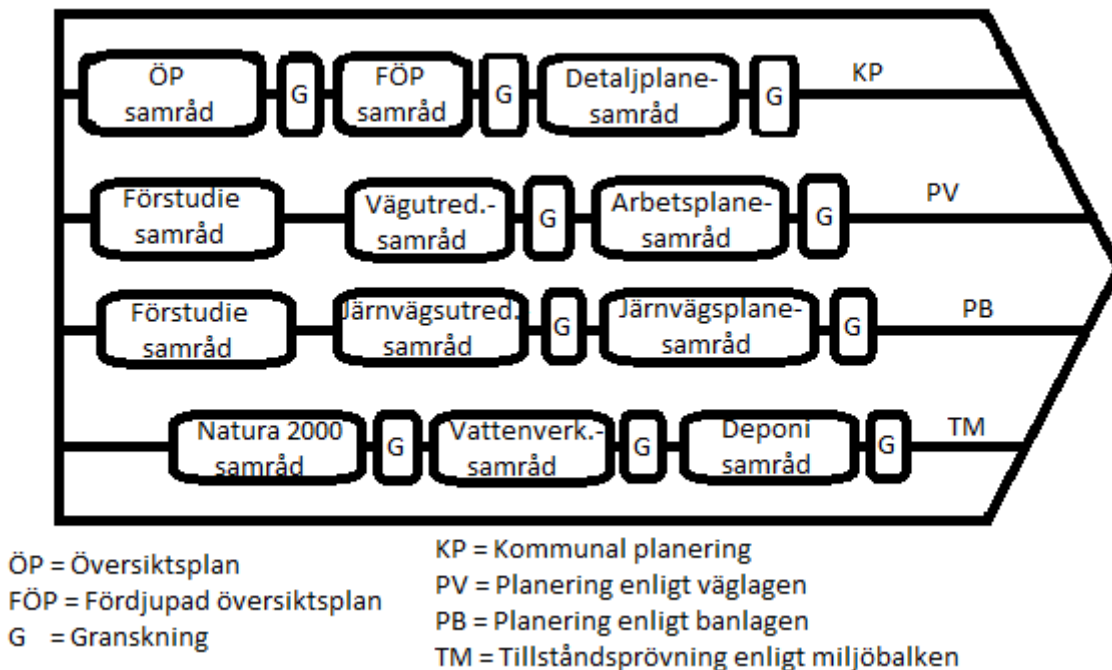 ÖP
samråd
G
FÖP
samråd
G
Detaljplane-
samråd
G
KP
Förstudie
samråd
Vägutred.-
samråd
G
Arbetsplane-
samråd
G
PV
Förstudie
samråd
Järnvägsutred.
samråd
G
Järnvägsplane-
samråd
G
PB
Natura 2000
samråd
G
Vattenverk.-
samråd
G
Deponi
samråd
G
TM
ÖP = Översiktsplan
FÖP = Fördjupad översiktsplan
G = Granskning
KP = Kommunal planering
PV = Planering enligt väglagen
PB = Planering enligt banlagen
TM = Tillståndsprövning enligt miljöbalken